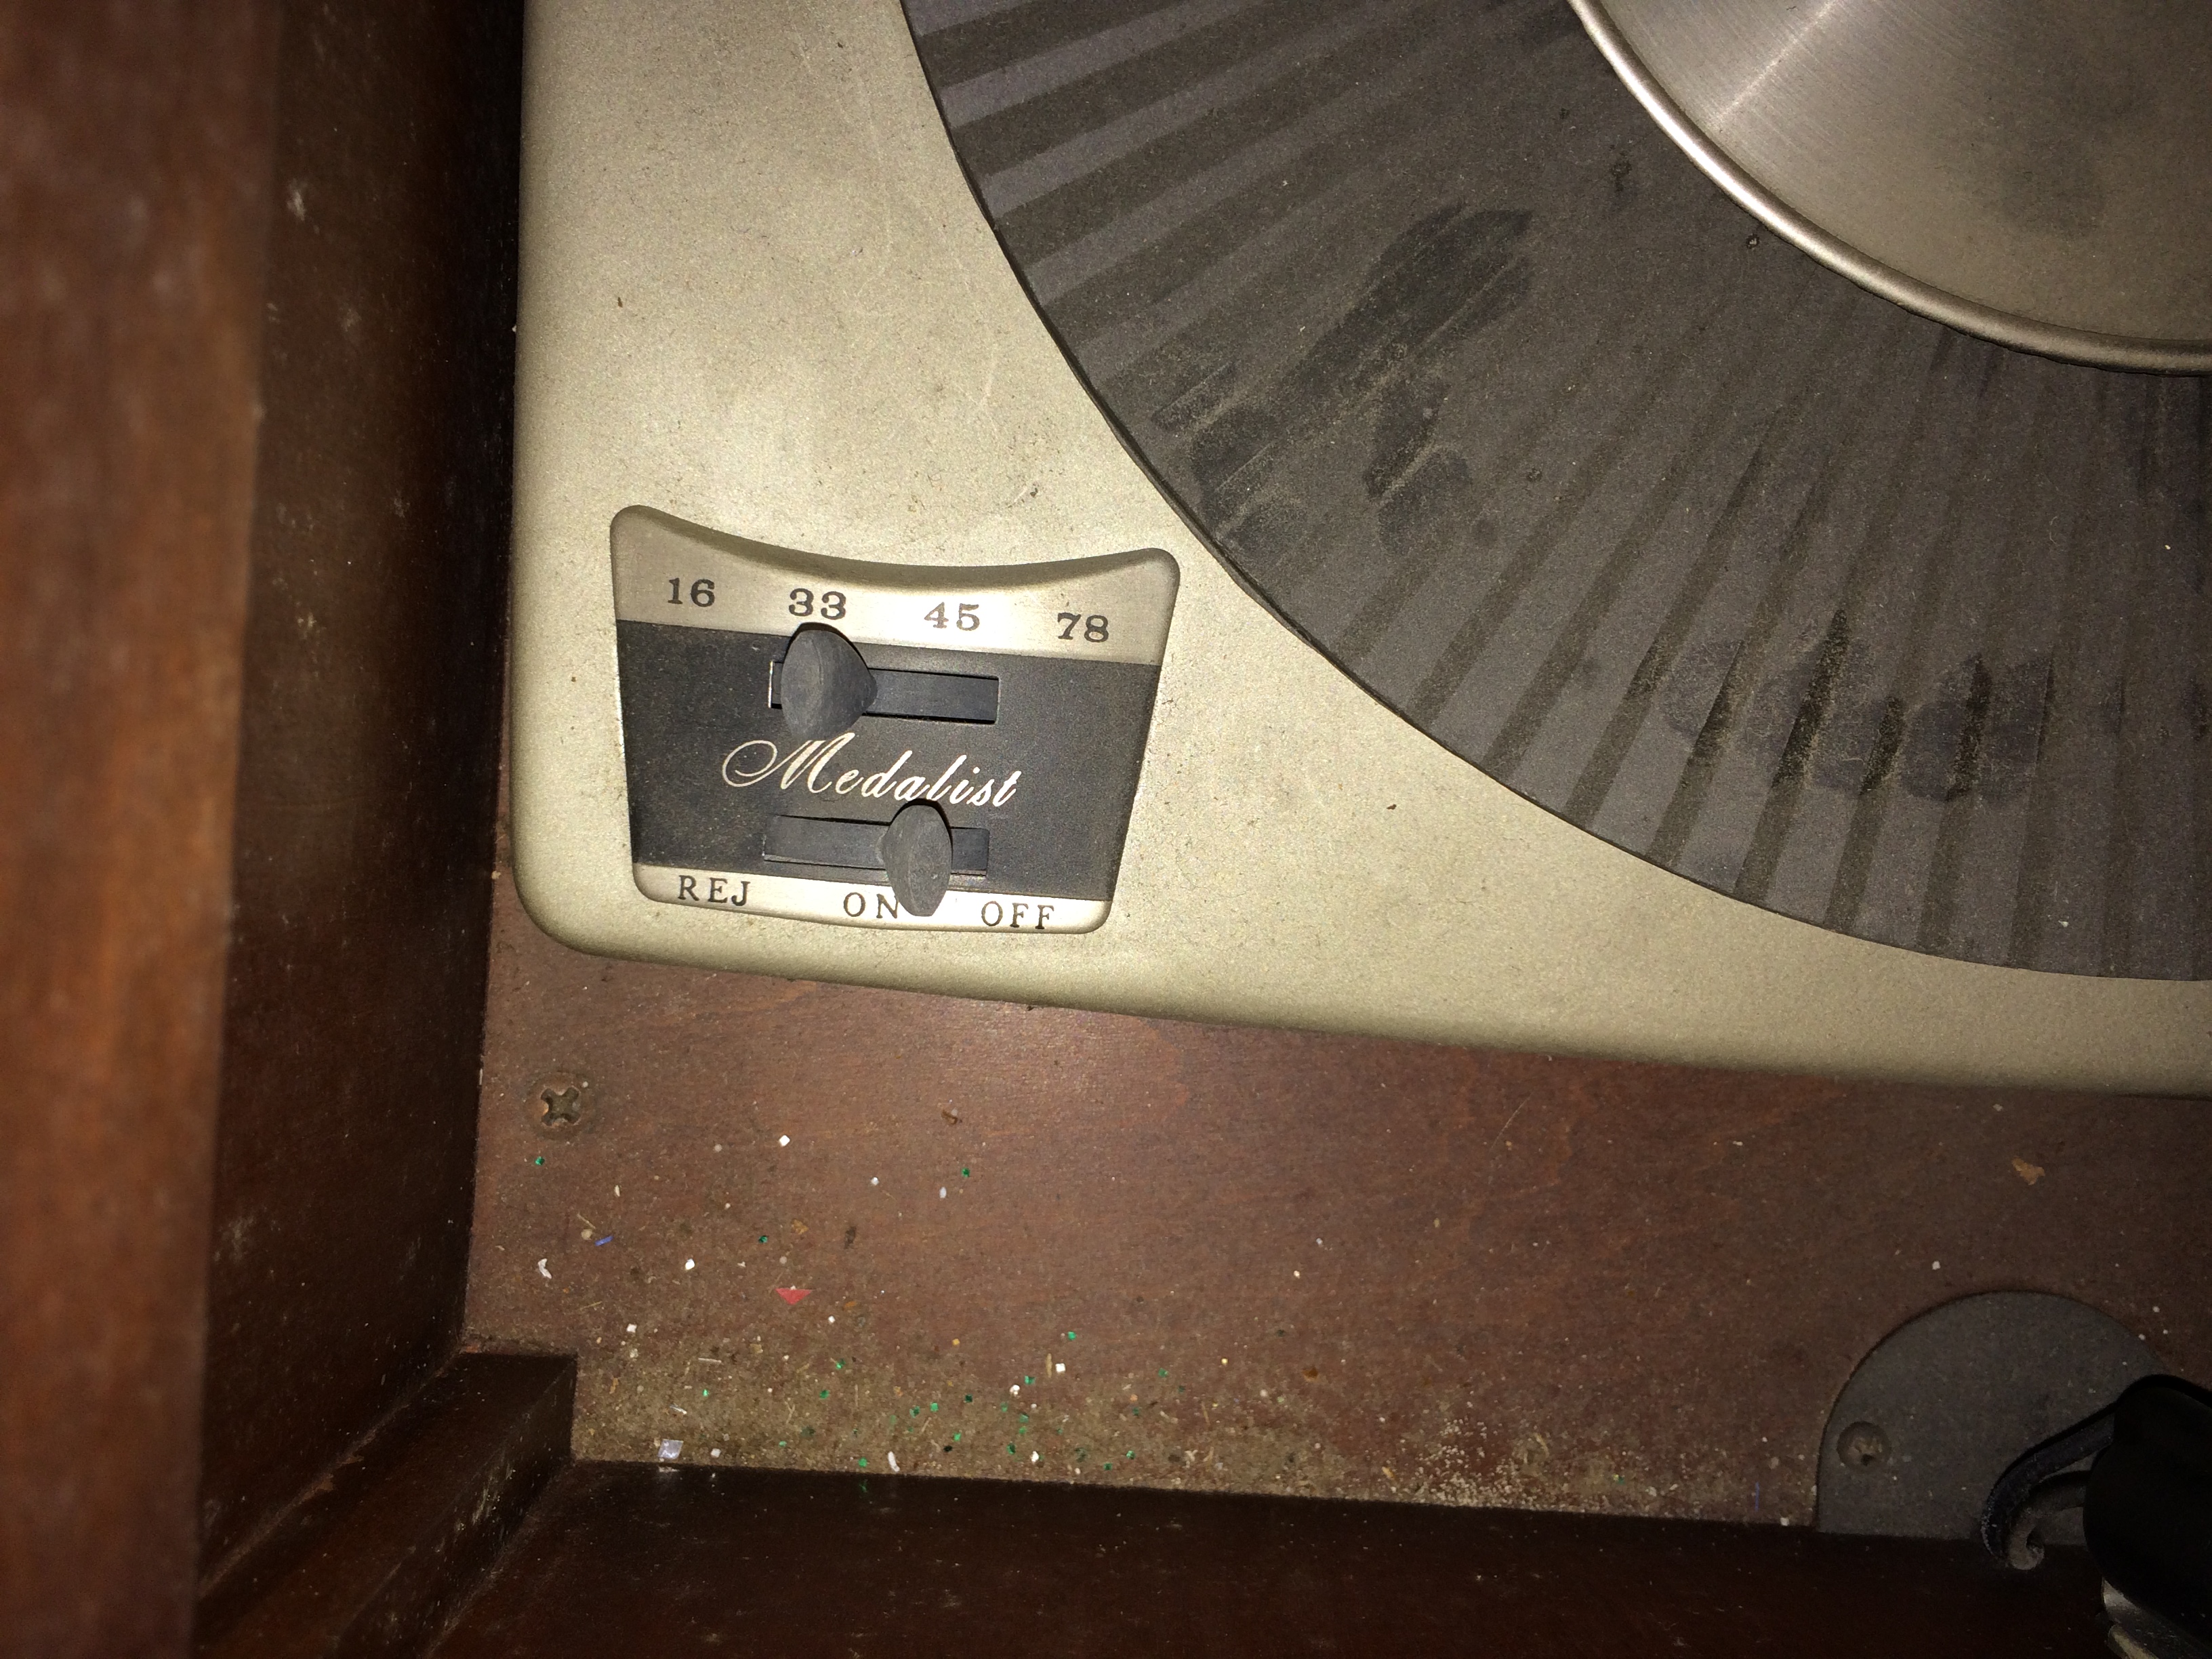 16 33 45 78
Medalist
REJ ON OFF